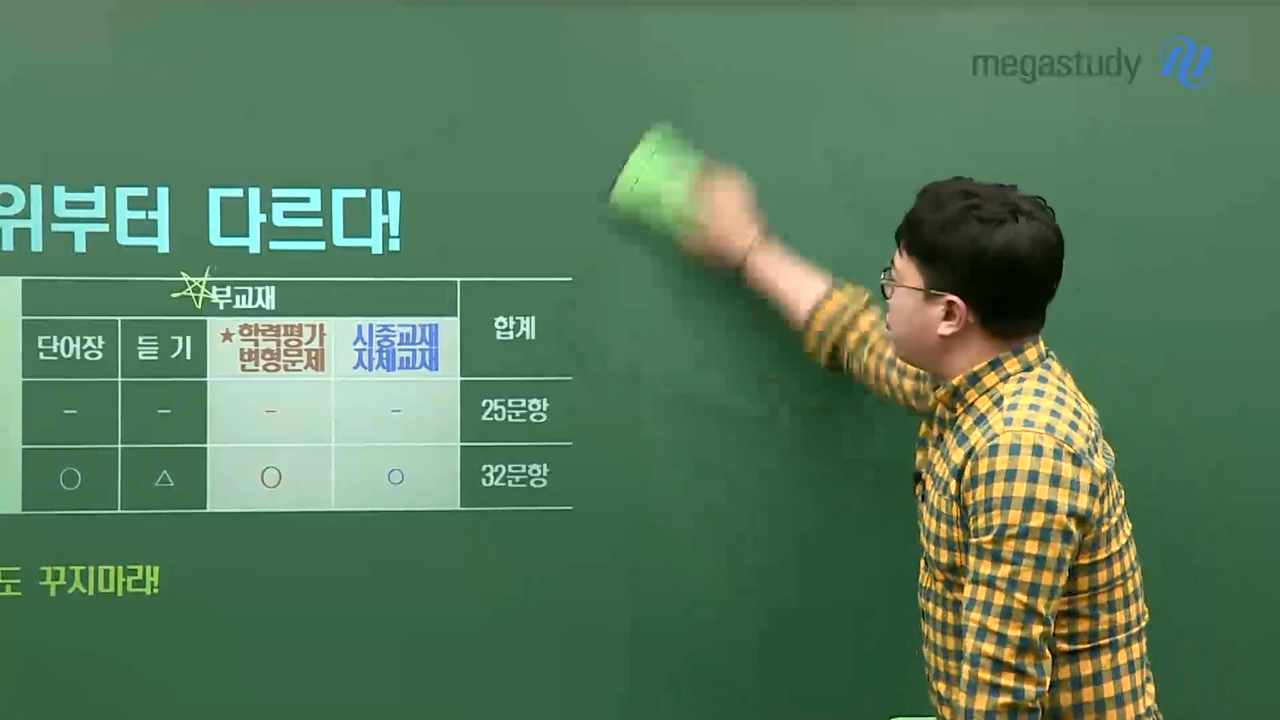 megastudy
위부터 다르다!
부교재
합계
단어장
듣 기
★학력평가
변형문제
시중교재
자체교재
-
-
-
-
25문항
○
△
○
○
32문항
도 꾸지마라!